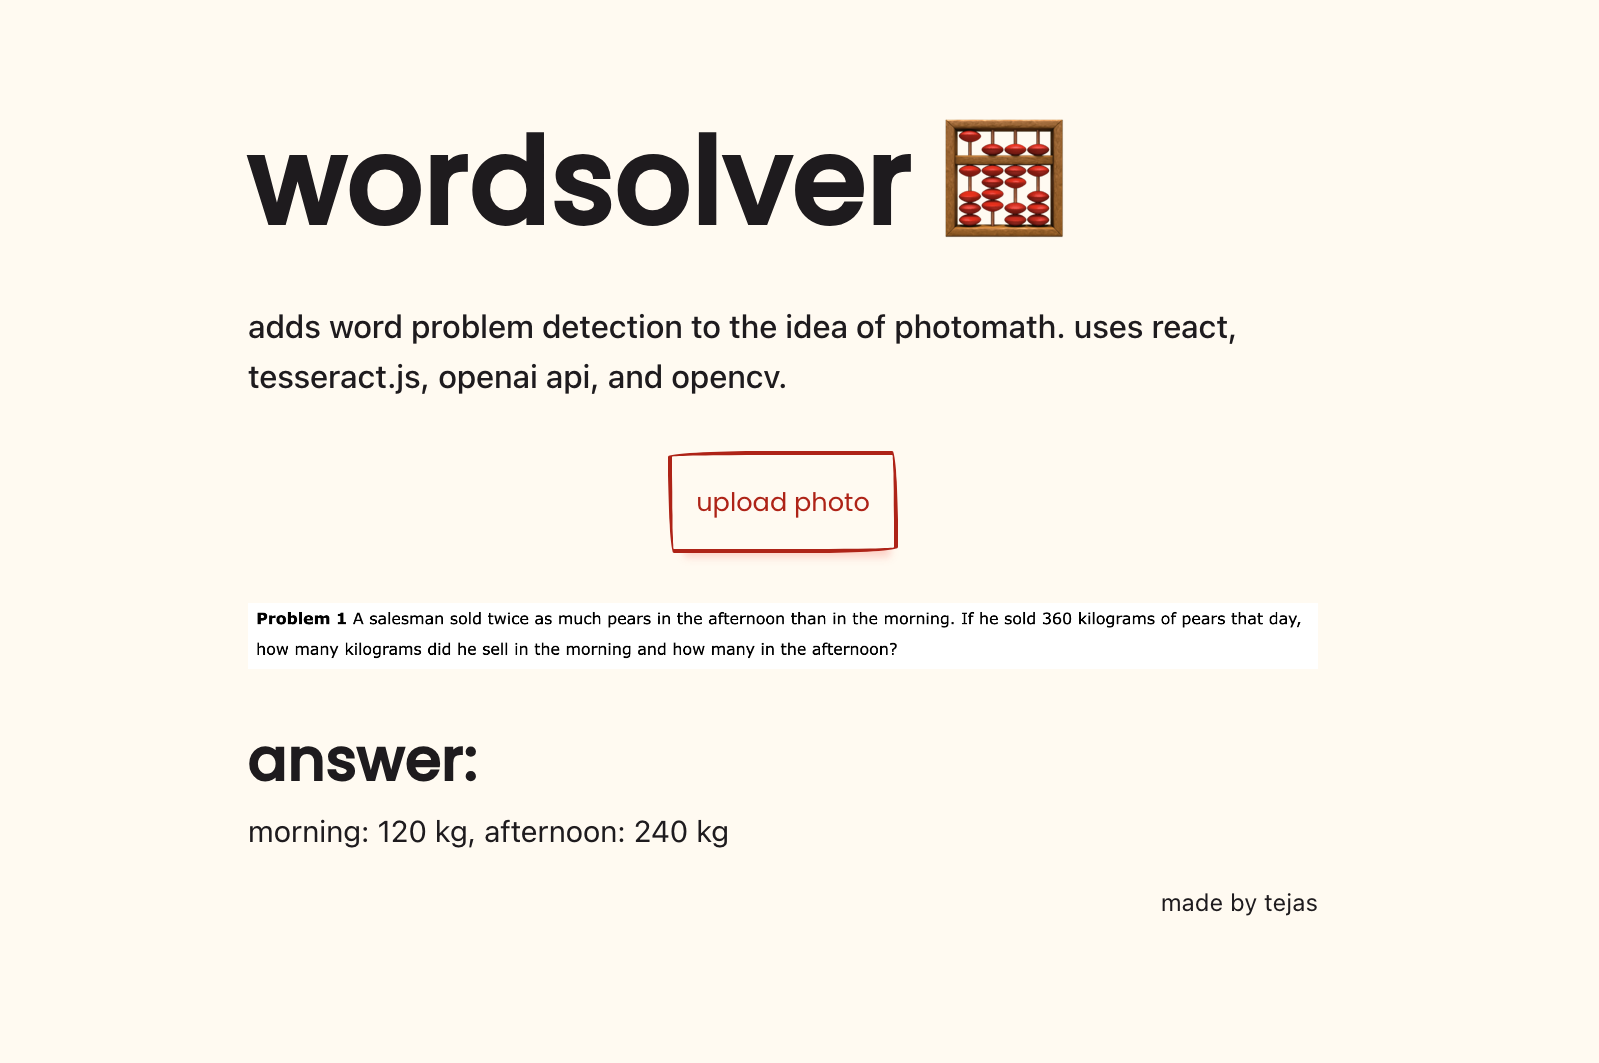 wordsolver
adds word problem detection to the idea of photomath. uses react,
tesseract.js, openai api, and opencv.
upload photo
Problem 1 A salesman sold twice as much pears in the afternoon than in the morning. If he sold 360 kilograms of pears that day,
how many kilograms did he sell in the morning and how many in the afternoon?
answer:
morning: 120 kg, afternoon: 240 kg
made by tejas